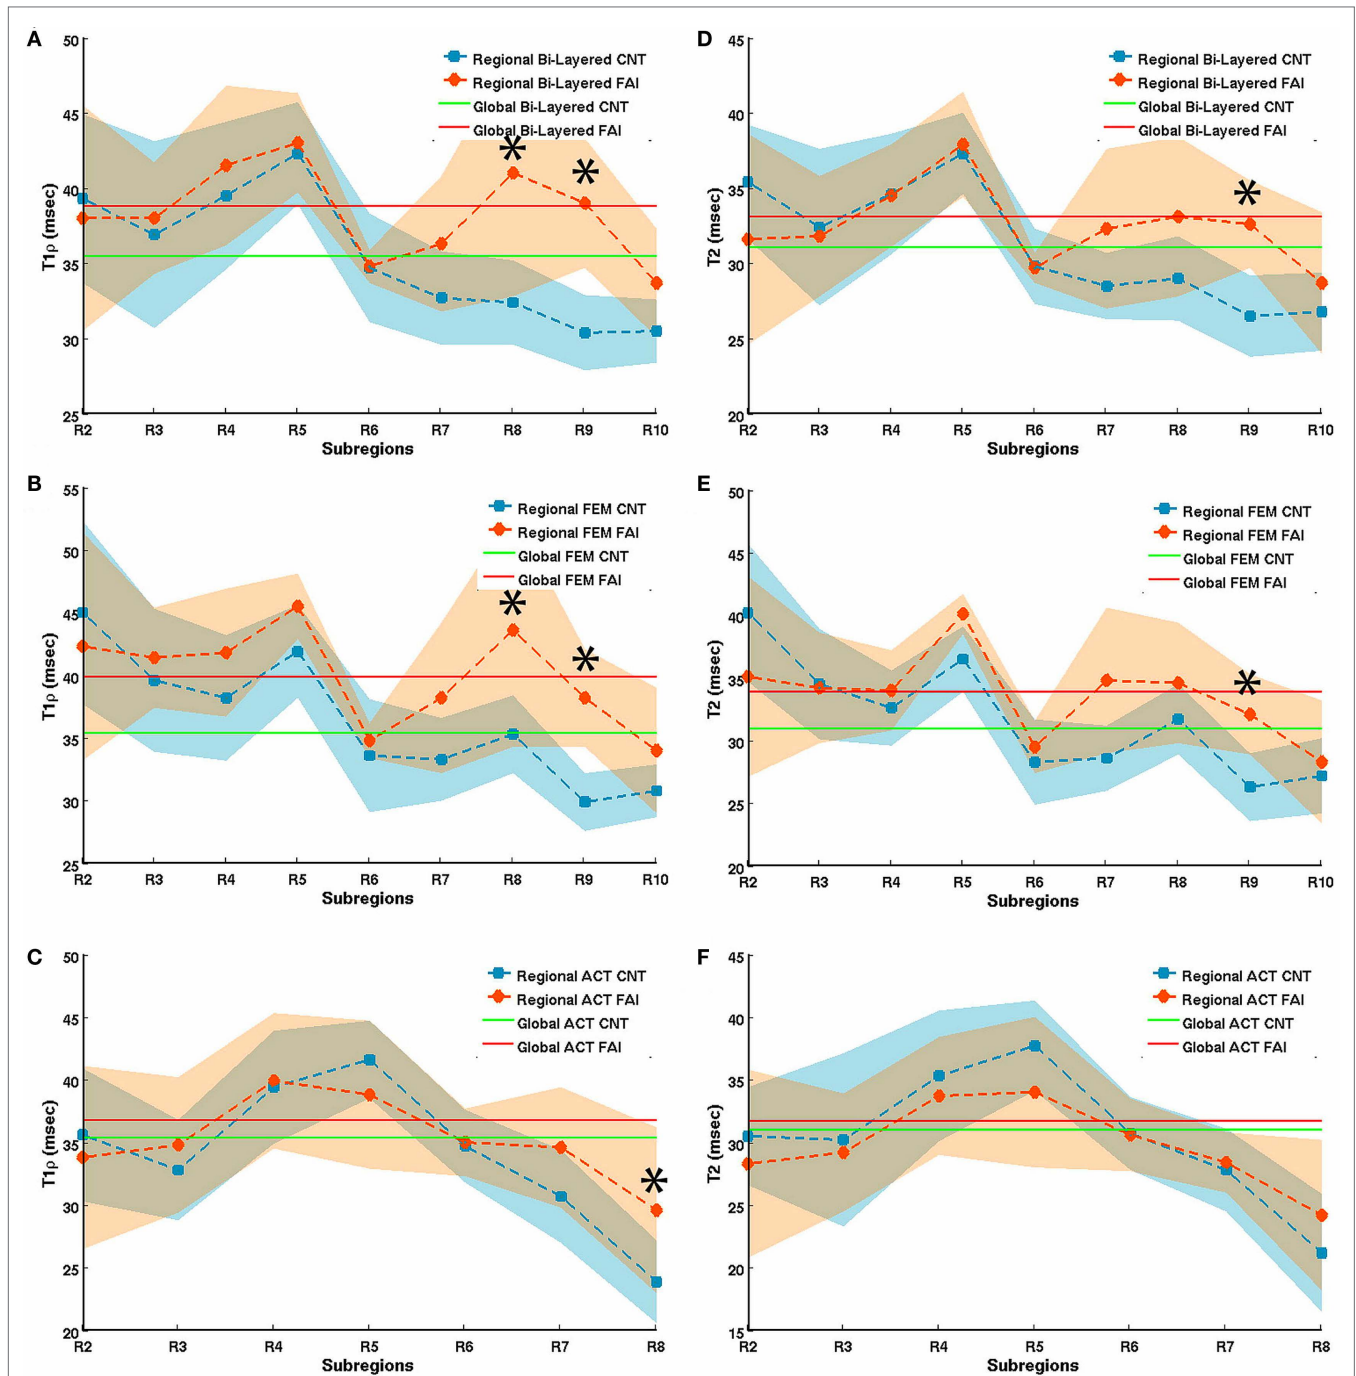 A
50
45
40
35
30
25
T1ρ (msec)
Regional Bi-Layered CNT
Regional Bi-Layered FAI
Global Bi-Layered CNT
Global Bi-Layered FAI
*
*
R2 R3 R4 R5 R6 R7 R8 R9 R10
Subregions
D
45
40
35
30
25
20
T2 (msec)
Regional Bi-Layered CNT
Regional Bi-Layered FAI
Global Bi-Layered CNT
Global Bi-Layered FAI
*
R2 R3 R4 R5 R6 R7 R8 R9 R10
Subregions
B
55
50
45
40
35
30
25
T1ρ (msec)
Regional FEM CNT
Regional FEM FAI
Global FEM CNT
Global FEM FAI
*
*
R2 R3 R4 R5 R6 R7 R8 R9 R10
Subregions
E
50
45
40
35
30
25
20
T2 (msec)
Regional FEM CNT
Regional FEM FAI
Global FEM CNT
Global FEM FAI
*
R2 R3 R4 R5 R6 R7 R8 R9 R10
Subregions
C
50
45
40
35
30
25
20
T1ρ (msec)
Regional ACT CNT
Regional ACT FAI
Global ACT CNT
Global ACT FAI
*
R2 R3 R4 R5 R6 R7 R8
Subregions
F
45
40
35
30
25
20
15
T2 (msec)
Regional ACT CNT
Regional ACT FAI
Global ACT CNT
Global ACT FAI
R2 R3 R4 R5 R6 R7 R8
Subregions